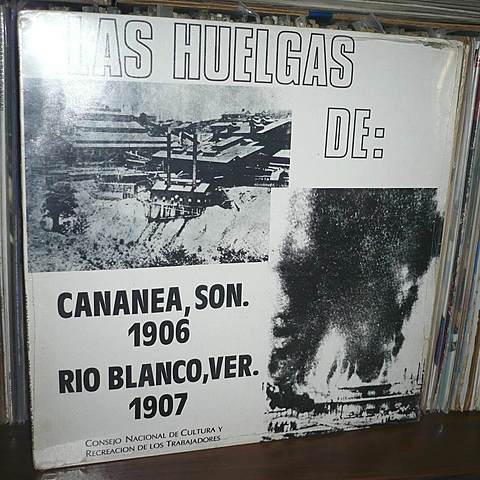 LAS HUELGAS
DE:
CANANEA, SON.
1906
RIO BLANCO, VER.
1907
CONSEJO NACIONAL DE CULTURA Y
RECREACION DE LOS TRABAJADORES